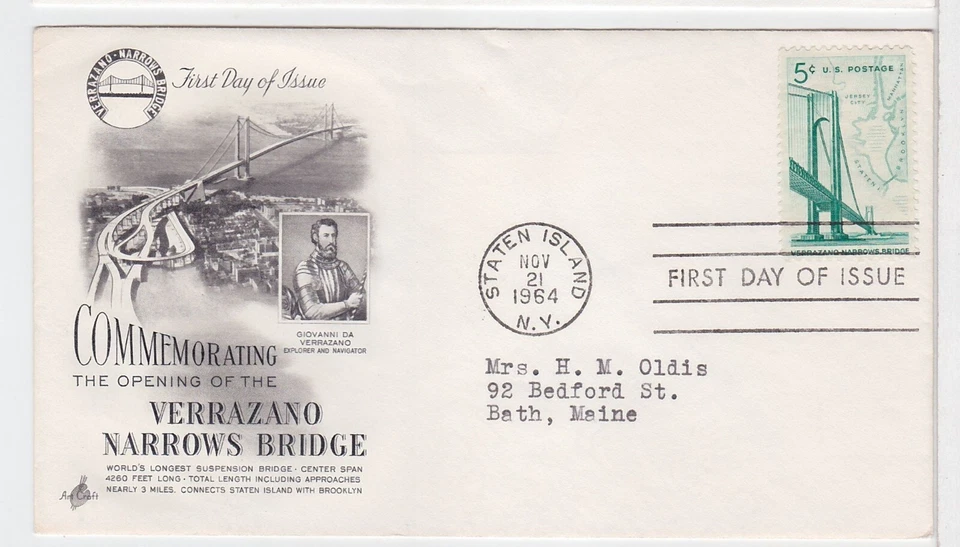 VERRAZANO-NARROWS BRIDGE
First Day of Issue
GIOVANNI DA
VERRAZANO
EXPLORER AND NAVIGATOR
COMMEMORATING
THE OPENING OF THE
VERRAZANO
NARROWS BRIDGE
WORLD'S LONGEST SUSPENSION BRIDGE · CENTER SPAN
4260 FEET LONG · TOTAL LENGTH INCLUDING APPROACHES
NEARLY 3 MILES. CONNECTS STATEN ISLAND WITH BROOKLYN
Art Craft
5¢ U.S. POSTAGE
JERSEY
CITY
MANHATTAN
BROOKLYN
STATEN I.
VERRAZANO-NARROWS BRIDGE
STATEN ISLAND
NOV
21
1964
N.Y.
FIRST DAY OF ISSUE
Mrs. H. M. Oldis
92 Bedford St.
Bath, Maine